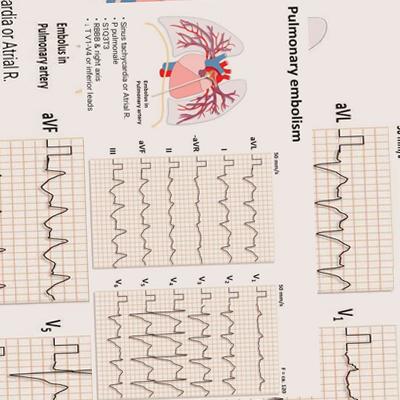 aVL
V₁
Pulmonary embolism
50 mm/s
50 mm/s
aVL
I
-aVR
II
aVF
III
V₁
V₂
V₃
V₄
V₅
V₆
Embolus in
Pulmonary artery
• Sinus tachycardia or Atrial R.
• P pulmonale
• S1Q3T3
• RBBB & right axis
T V1-V4 or inferior leads
Embolus in
Pulmonary artery
aVF
V₅
ardia or Atrial R.